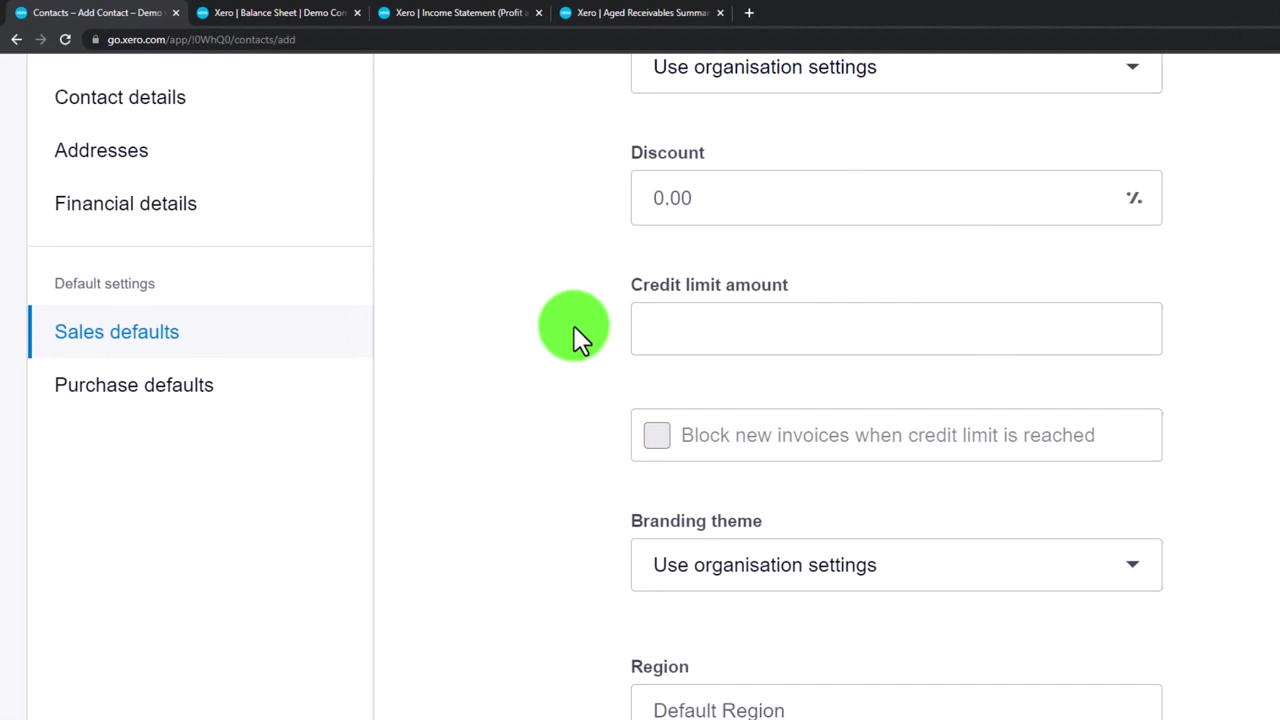 Contacts – Add Contact – Demo
Xero | Balance Sheet | Demo Com
Xero | Income Statement (Profit a
Xero | Aged Receivables Summar
go.xero.com/app/!0WhQ0/contacts/add
Use organisation settings
Contact details
Discount
Addresses
0.00 %
Financial details
Default settings
Credit limit amount
Sales defaults
Purchase defaults
Block new invoices when credit limit is reached
Branding theme
Use organisation settings
Region
Default Region